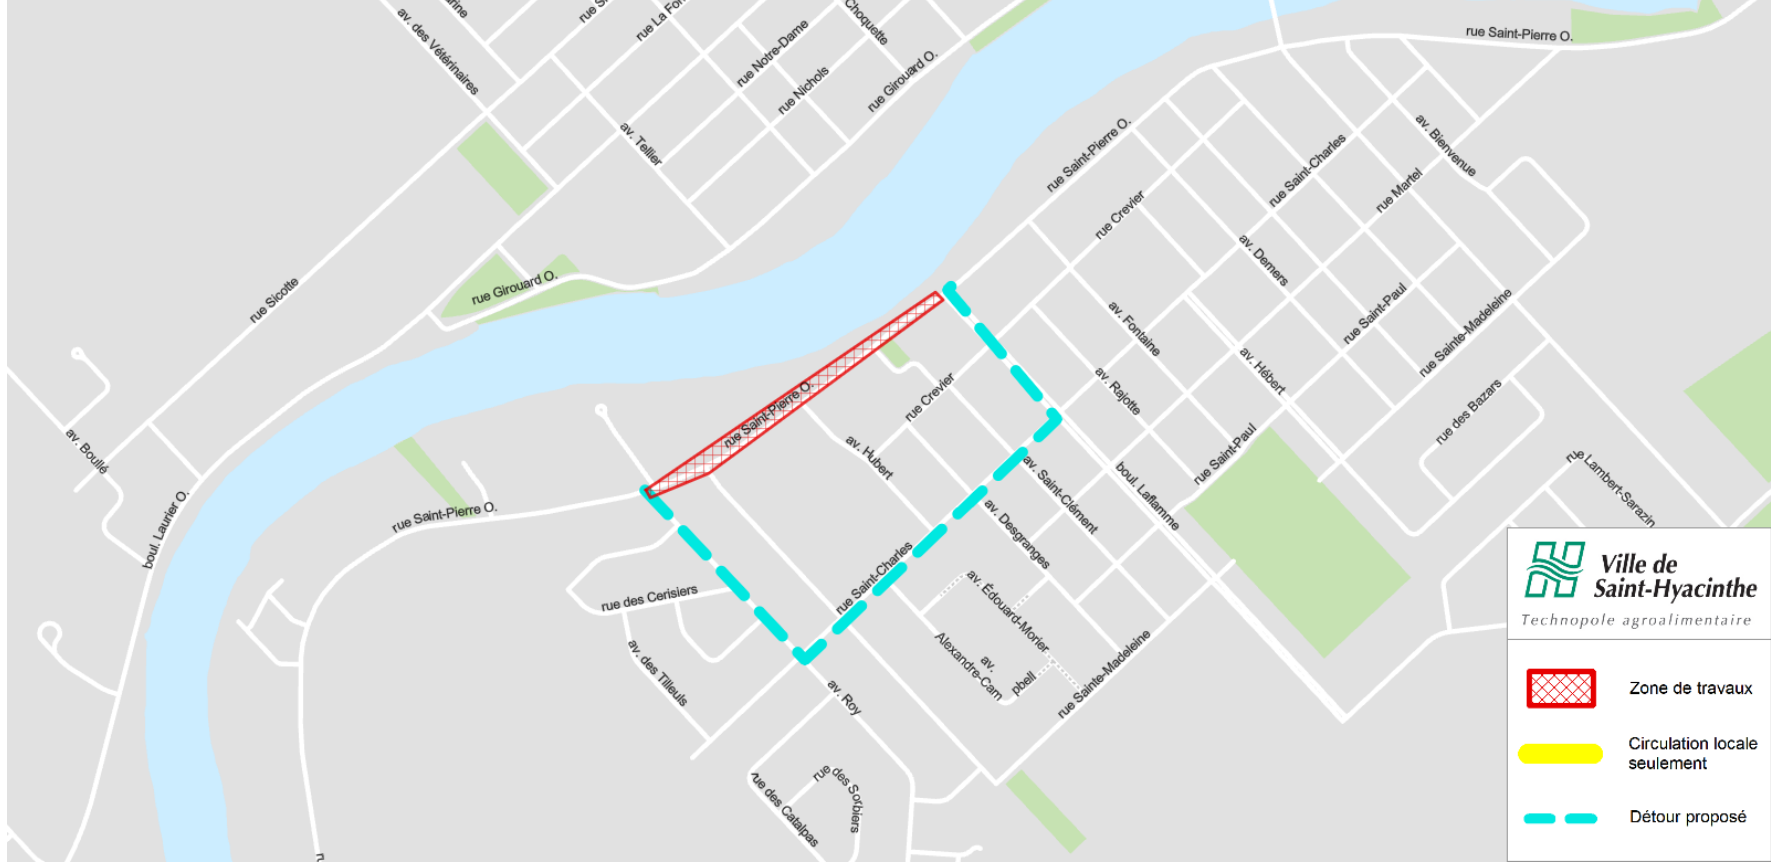 av. des Vétérinaires
rue La Fon
Choquette
rue Notre-Dame
rue Nichols
rue Girouard O.
av. Tellier
rue Saint-Pierre O.
rue Saint-Pierre O.
av. Bienvenue
rue Saint-Charles
rue Martel
rue Crevier
av. Demers
rue Girouard O.
rue Sicotte
av. Fontaine
rue Saint-Paul
rue Sainte-Madeleine
av. Hébert
av. Rajotte
rue Crevier
rue Saint-Pierre O.
rue des Bazars
av. Boullé
av. Hubert
rue Saint-Paul
boul. Laflamme
av. Saint-Clément
rue Lambert-Sarazin
boul. Laurier O.
rue Saint-Pierre O.
av. Desgranges
rue Saint-Charles
rue des Cerisiers
av. Édouard-Morier
av.
Alexandre-Cam
pbell
rue Sainte-Madeleine
av. des Tilleuls
av. Roy
rue des Catalpas
rue des Sorbiers
Ville de
Saint-Hyacinthe
Technopole agroalimentaire
Zone de travaux
Circulation locale
seulement
Détour proposé